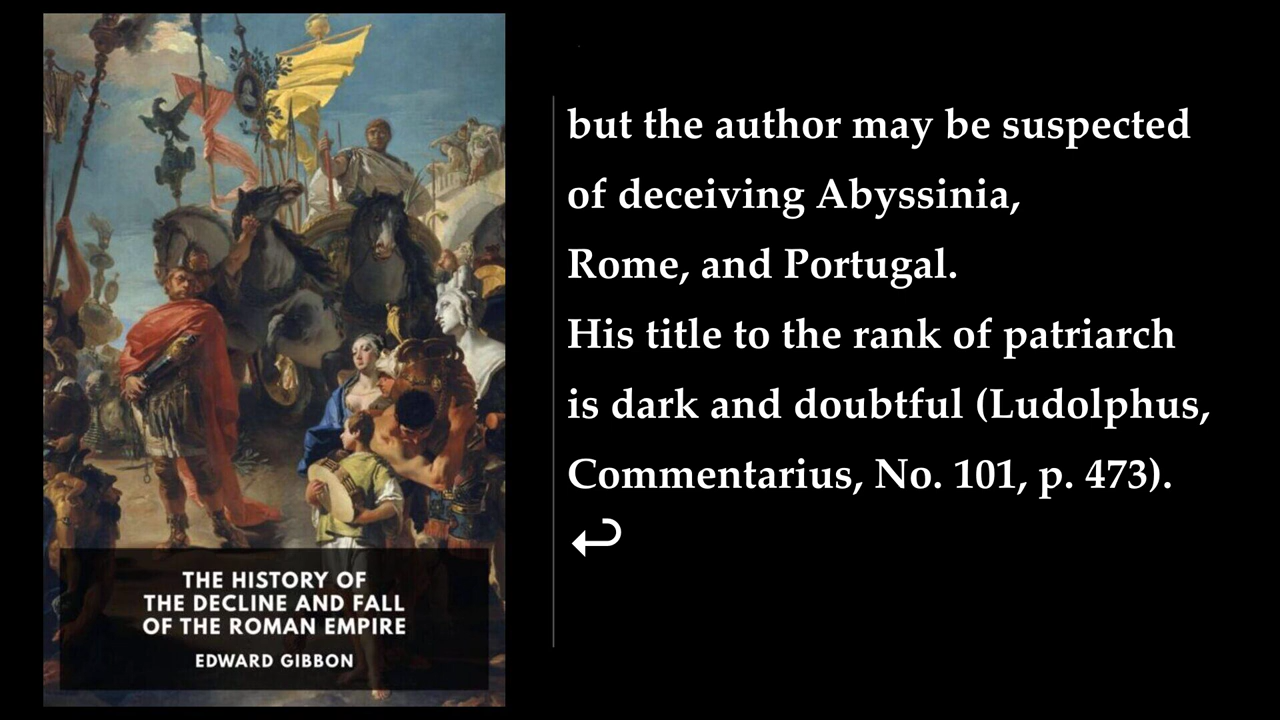 but the author may be suspected
of deceiving Abyssinia,
Rome, and Portugal.
His title to the rank of patriarch
is dark and doubtful (Ludolphus,
Commentarius, No. 101, p. 473).
↩
THE HISTORY OF
THE DECLINE AND FALL
OF THE ROMAN EMPIRE
EDWARD GIBBON